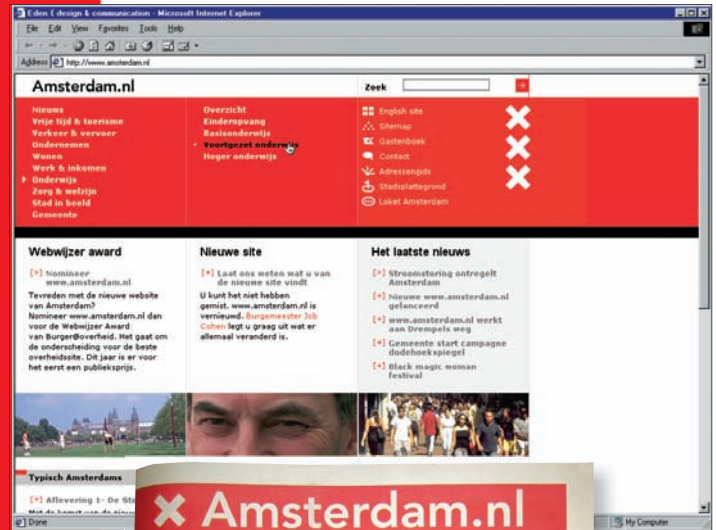 Eden ( design & communication - Microsoft Internet Explorer
File Edit View Favorites Tools Help
Address http://www.amsterdam.nl
Amsterdam.nl
Zoek
Nieuws
Vrije tijd & toerisme
Verkeer & vervoer
Ondernemen
Wonen
Werk & inkomen
Onderwijs
Zorg & welzijn
Stad in beeld
Gemeente
Overzicht
Kinderopvang
Basisonderwijs
Voortgezet onderwijs
Hoger onderwijs
English site
Sitemap
Gastenboek
Contact
Adressengids
Stadsplattegrond
Loket Amsterdam
Webwijzer award
[>] Nomineer
www.amsterdam.nl
Tevreden met de nieuwe website
van Amsterdam?
Nomineer www.amsterdam.nl dan
voor de Webwijzer Award
van Burger@overheid. Het gaat om
de onderscheiding voor de beste
overheidssite. Dit jaar is er voor
het eerst een publieksprijs.
Nieuwe site
[+] Laat ons weten wat u van
de nieuwe site vindt
U kunt het niet hebben
gemist. www.amsterdam.nl is
vernieuwd. Burgemeester Job
Cohen legt u graag uit wat er
allemaal veranderd is.
Het laatste nieuws
[+] Stroomstoring ontregelt
Amsterdam
[+] Nieuwe www.amsterdam.nl
gelanceerd
[+] www.amsterdam.nl werkt
aan Drempels weg
[+] Gemeente start campagne
dodehoekspiegel
[+] Black magic woman
festival
Typisch Amsterdams
[+] Aflevering 1- De
Amsterdam.nl
Done
My Computer